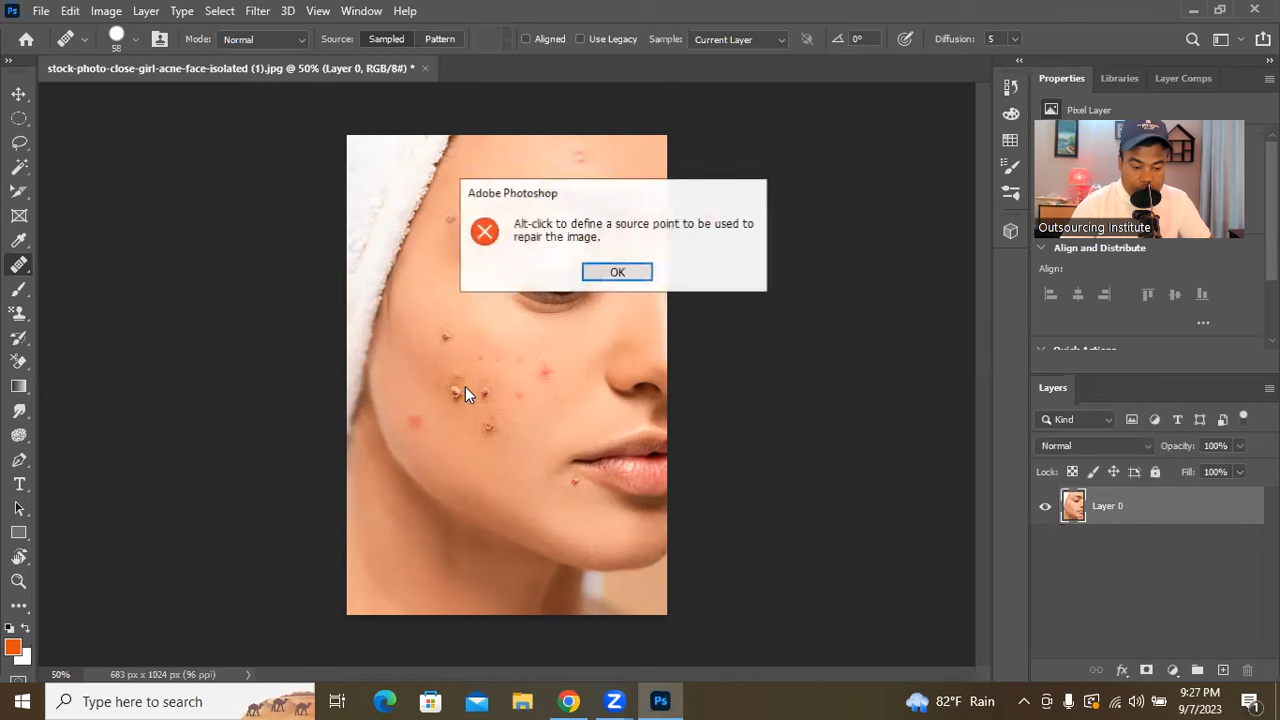 Ps File Edit Image Layer Type Select Filter 3D View Window Help
58 Mode: Normal Source: Sampled Pattern Aligned Use Legacy Sample: Current Layer 0° Diffusion: 5
stock-photo-close-girl-acne-face-isolated (1).jpg @ 50% (Layer 0, RGB/8#) * ×
Properties Libraries Layer Comps
Pixel Layer
Outsourcing Institute
Align and Distribute
Align:
Quick Actions
Adobe Photoshop
Alt-click to define a source point to be used to
repair the image.
OK
Layers
Kind
Normal Opacity: 100%
Lock: Fill: 100%
Layer 0
50% 683 px x 1024 px (96 ppi)
Type here to search
Ps
82°F Rain
9:27 PM
9/7/2023
1